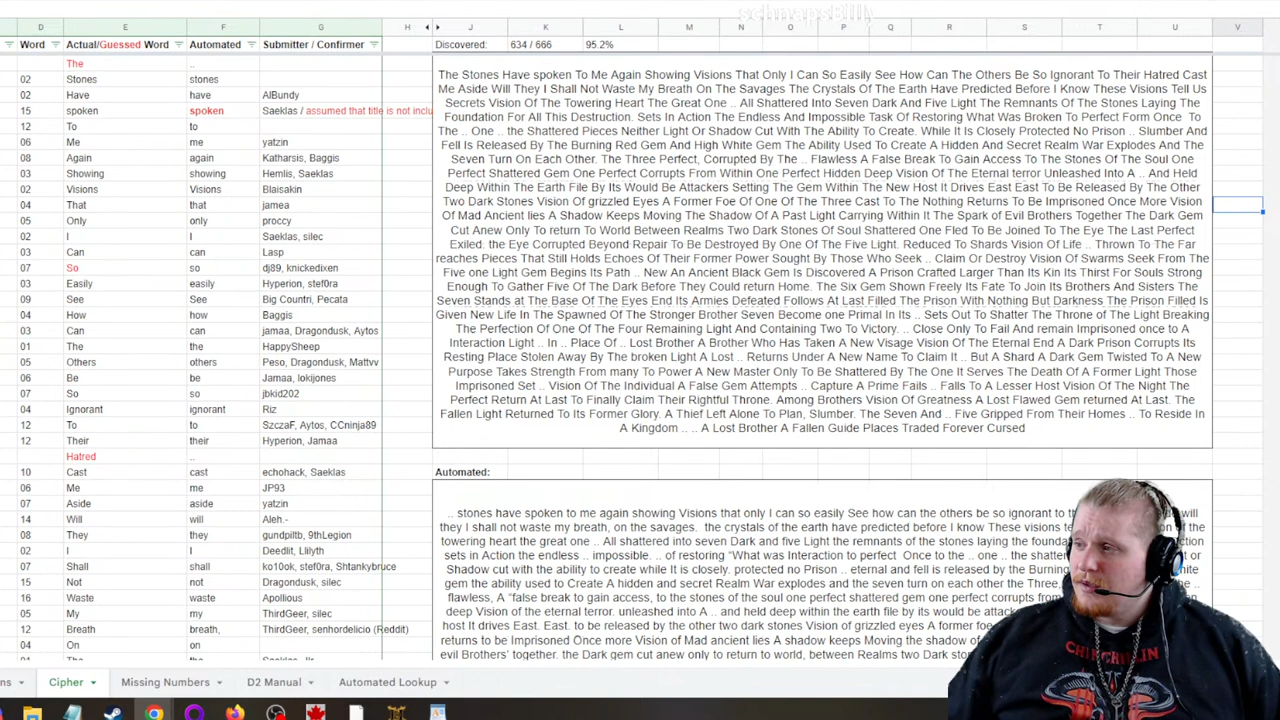 schnapsBilly
D E F G H J K L M N O P Q R S T U V
Word Actual/Guessed Word Automated Submitter / Confirmer Discovered: 634 / 666 95.2%
The ..
02 Stones stones
02 Have have AlBundy
15 spoken spoken Saeklas / assumed that title is not inclu
12 To to
06 Me me yatzin
08 Again again Katharsis, Baggis
03 Showing showing Hemlis, Saeklas
02 Visions Visions Blaisakin
04 That that jamea
05 Only only proccy
02 I I Saeklas, silec
03 Can can Lasp
07 So so dj89, knickedixen
03 Easily easily Hyperion, stef0ra
09 See See Big Countri, Pecata
04 How how Baggis
03 Can can jamaa, Dragondusk, Aytos
01 The the HappySheep
05 Others others Peso, Dragondusk, Mattvv
06 Be be Jamaa, lokijones
07 So so jbkid202
04 Ignorant ignorant Riz
12 To to SzczaF, Aytos, CCninja89
12 Their their Hyperion, Jamaa
Hatred ..
10 Cast cast echohack, Saeklas
06 Me me JP93
07 Aside aside yatzin
14 Will will Aleh.-
08 They they gundpiltb, 9thLegion
02 I I Deedlit, Llilyth
07 Shall shall ko10ok, stef0ra, Shtankybruce
15 Not not Dragondusk, silec
16 Waste waste Apollious
05 My my ThirdGeer, silec
12 Breath breath, ThirdGeer, senhordelicio (Reddit)
04 On on
The Stones Have spoken To Me Again Showing Visions That Only I Can So Easily See How Can The Others Be So Ignorant To Their Hatred Cast
Me Aside Will They I Shall Not Waste My Breath On The Savages The Crystals Of The Earth Have Predicted Before I Know These Visions Tell Us
Secrets Vision Of The Towering Heart The Great One .. All Shattered Into Seven Dark And Five Light The Remnants Of The Stones Laying The
Foundation For All This Destruction. Sets In Action The Endless And Impossible Task Of Restoring What Was Broken To Perfect Form Once To
The .. One .. the Shattered Pieces Neither Light Or Shadow Cut With The Ability To Create. While It Is Closely Protected No Prison .. Slumber And
Fell Is Released By The Burning Red Gem And High White Gem The Ability Used To Create A Hidden And Secret Realm War Explodes And The
Seven Turn On Each Other. The Three Perfect, Corrupted By The .. Flawless A False Break To Gain Access To The Stones Of The Soul One
Perfect Shattered Gem One Perfect Corrupts From Within One Perfect Hidden Deep Vision Of The Eternal terror Unleashed Into A .. And Held
Deep Within The Earth File By Its Would Be Attackers Setting The Gem Within The New Host It Drives East East To Be Released By The Other
Two Dark Stones Vision Of grizzled Eyes A Former Foe Of One Of The Three Cast To The Nothing Returns To Be Imprisoned Once More Vision
Of Mad Ancient lies A Shadow Keeps Moving The Shadow Of A Past Light Carrying Within It The Spark of Evil Brothers Together The Dark Gem
Cut Anew Only To return To World Between Realms Two Dark Stones Of Soul Shattered One Fled To Be Joined To The Eye The Last Perfect
Exiled: the Eye Corrupted Beyond Repair To Be Destroyed By One Of The Five Light. Reduced To Shards Vision Of Life .. Thrown To The Far
reaches Pieces That Still Holds Echoes Of Their Former Power Sought By Those Who Seek .. Claim Or Destroy Vision Of Swarms Seek From The
Five one Light Gem Begins Its Path .. New An Ancient Black Gem Is Discovered A Prison Crafted Larger Than Its Kin Its Thirst For Souls Strong
Enough To Gather Five Of The Dark Before They Could return Home. The Six Gem Shown Freely Its Fate To Join Its Brothers And Sisters The
Seven Stands at The Base Of The Eyes End Its Armies Defeated Follows At Last Filled The Prison With Nothing But Darkness The Prison Filled Is
Given New Life In The Spawned Of The Stronger Brother Seven Become one Primal In Its .. Sets Out To Shatter The Throne of The Light Breaking
The Perfection Of One Of The Four Remaining Light And Containing Two To Victory. .. Close Only To Fail And remain Imprisoned once to A
Interaction Light .. In .. Place Of .. Lost Brother A Brother Who Has Taken A New Visage Vision Of The Eternal End A Dark Prison Corrupts Its
Resting Place Stolen Away By The broken Light A Lost .. Returns Under A New Name To Claim It .. But A Shard A Dark Gem Twisted To A New
Purpose Takes Strength From many To Power A New Master Only To Be Shattered By The One It Serves The Death Of A Former Light Those
Imprisoned Set .. Vision Of The Individual A False Gem Attempts .. Capture A Prime Fails .. Falls To A Lesser Host Vision Of The Night The
Perfect Return At Last To Finally Claim Their Rightful Throne. Among Brothers Vision Of Greatness A Lost Flawed Gem returned At Last. The
Fallen Light Returned To Its Former Glory. A Thief Left Alone To Plan, Slumber. The Seven And .. Five Gripped From Their Homes .. To Reside In
A Kingdom .. .. A Lost Brother A Fallen Guide Places Traded Forever Cursed
Automated:
.. stones have spoken to me again showing Visions that only I can so easily See how can the others be so ignorant to th
will
they I shall not waste my breath, on the savages. the crystals of the earth have predicted before I know These visions te
the
towering heart the great one .. All shattered into seven Dark and five Light the remnants of the stones laying the founda
ction
sets in Action the endless .. impossible. .. of restoring "What was Interaction to perfect Once to the .. one .. the shatte
t or
Shadow cut with the ability to create while It is closely. protected no Prison .. eternal and fell is released by the Burning
gem the ability used to Create A hidden and secret Realm War explodes and the seven turn on each other the Three,
flawless, A "false break to gain access, to the stones of the soul one perfect shattered gem one perfect corrupts from
deep Vision of the eternal terror. unleashed into A .. and held deep within the earth file by its would be attac
host It drives East. East. to be released by the other two dark stones Vision of grizzled eyes A former foe
returns to be Imprisoned Once more Vision of Mad ancient lies A shadow keeps Moving the shadow of
evil Brothers' together. the Dark gem cut anew only to return to world, between Realms two Dark ston
Cipher Missing Numbers D2 Manual Automated Lookup